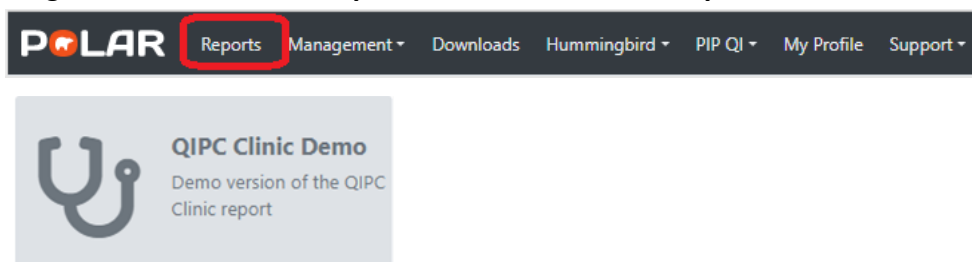 POLAR Reports Management Downloads Hummingbird PIP QI My Profile Support
QIPC Clinic Demo
Demo version of the QIPC
Clinic report